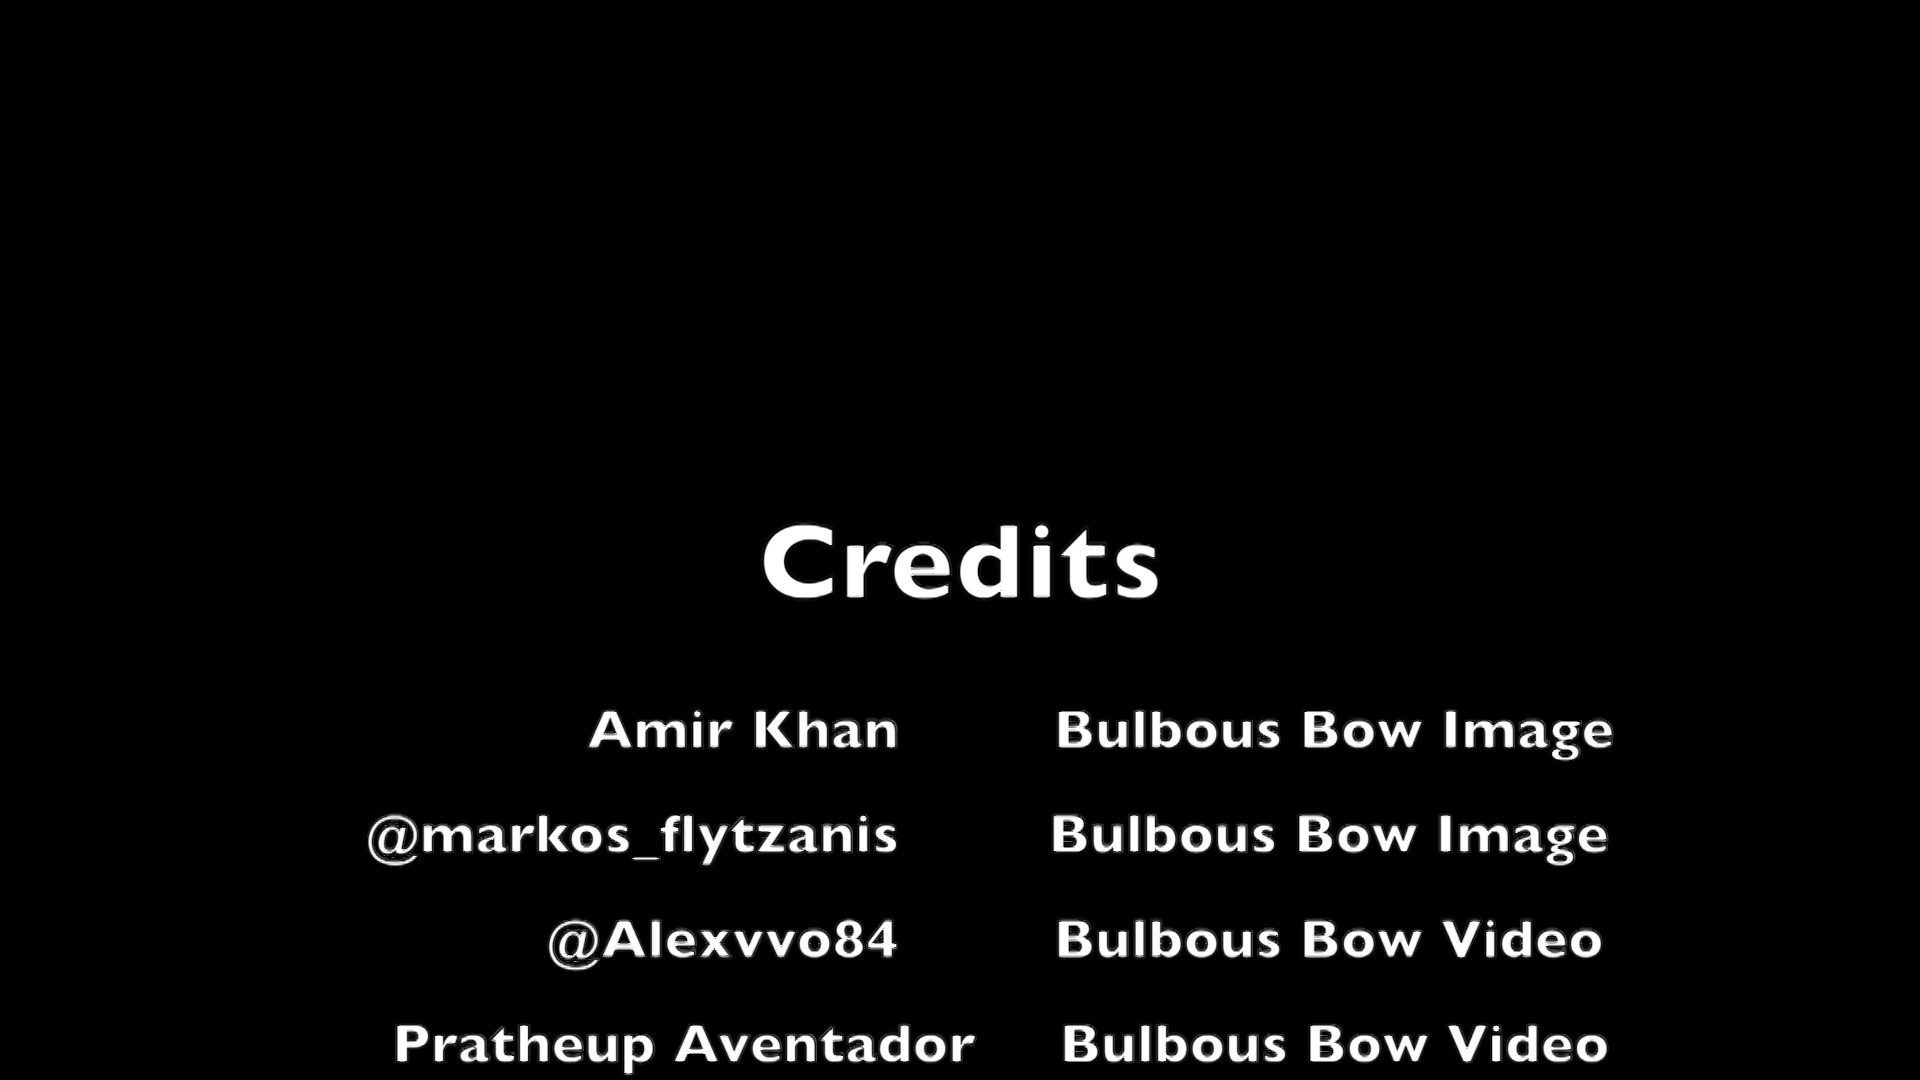 Credits
Amir Khan Bulbous Bow Image
@markos_flytzanis Bulbous Bow Image
@Alexvvo84 Bulbous Bow Video
Pratheup Aventador Bulbous Bow Video